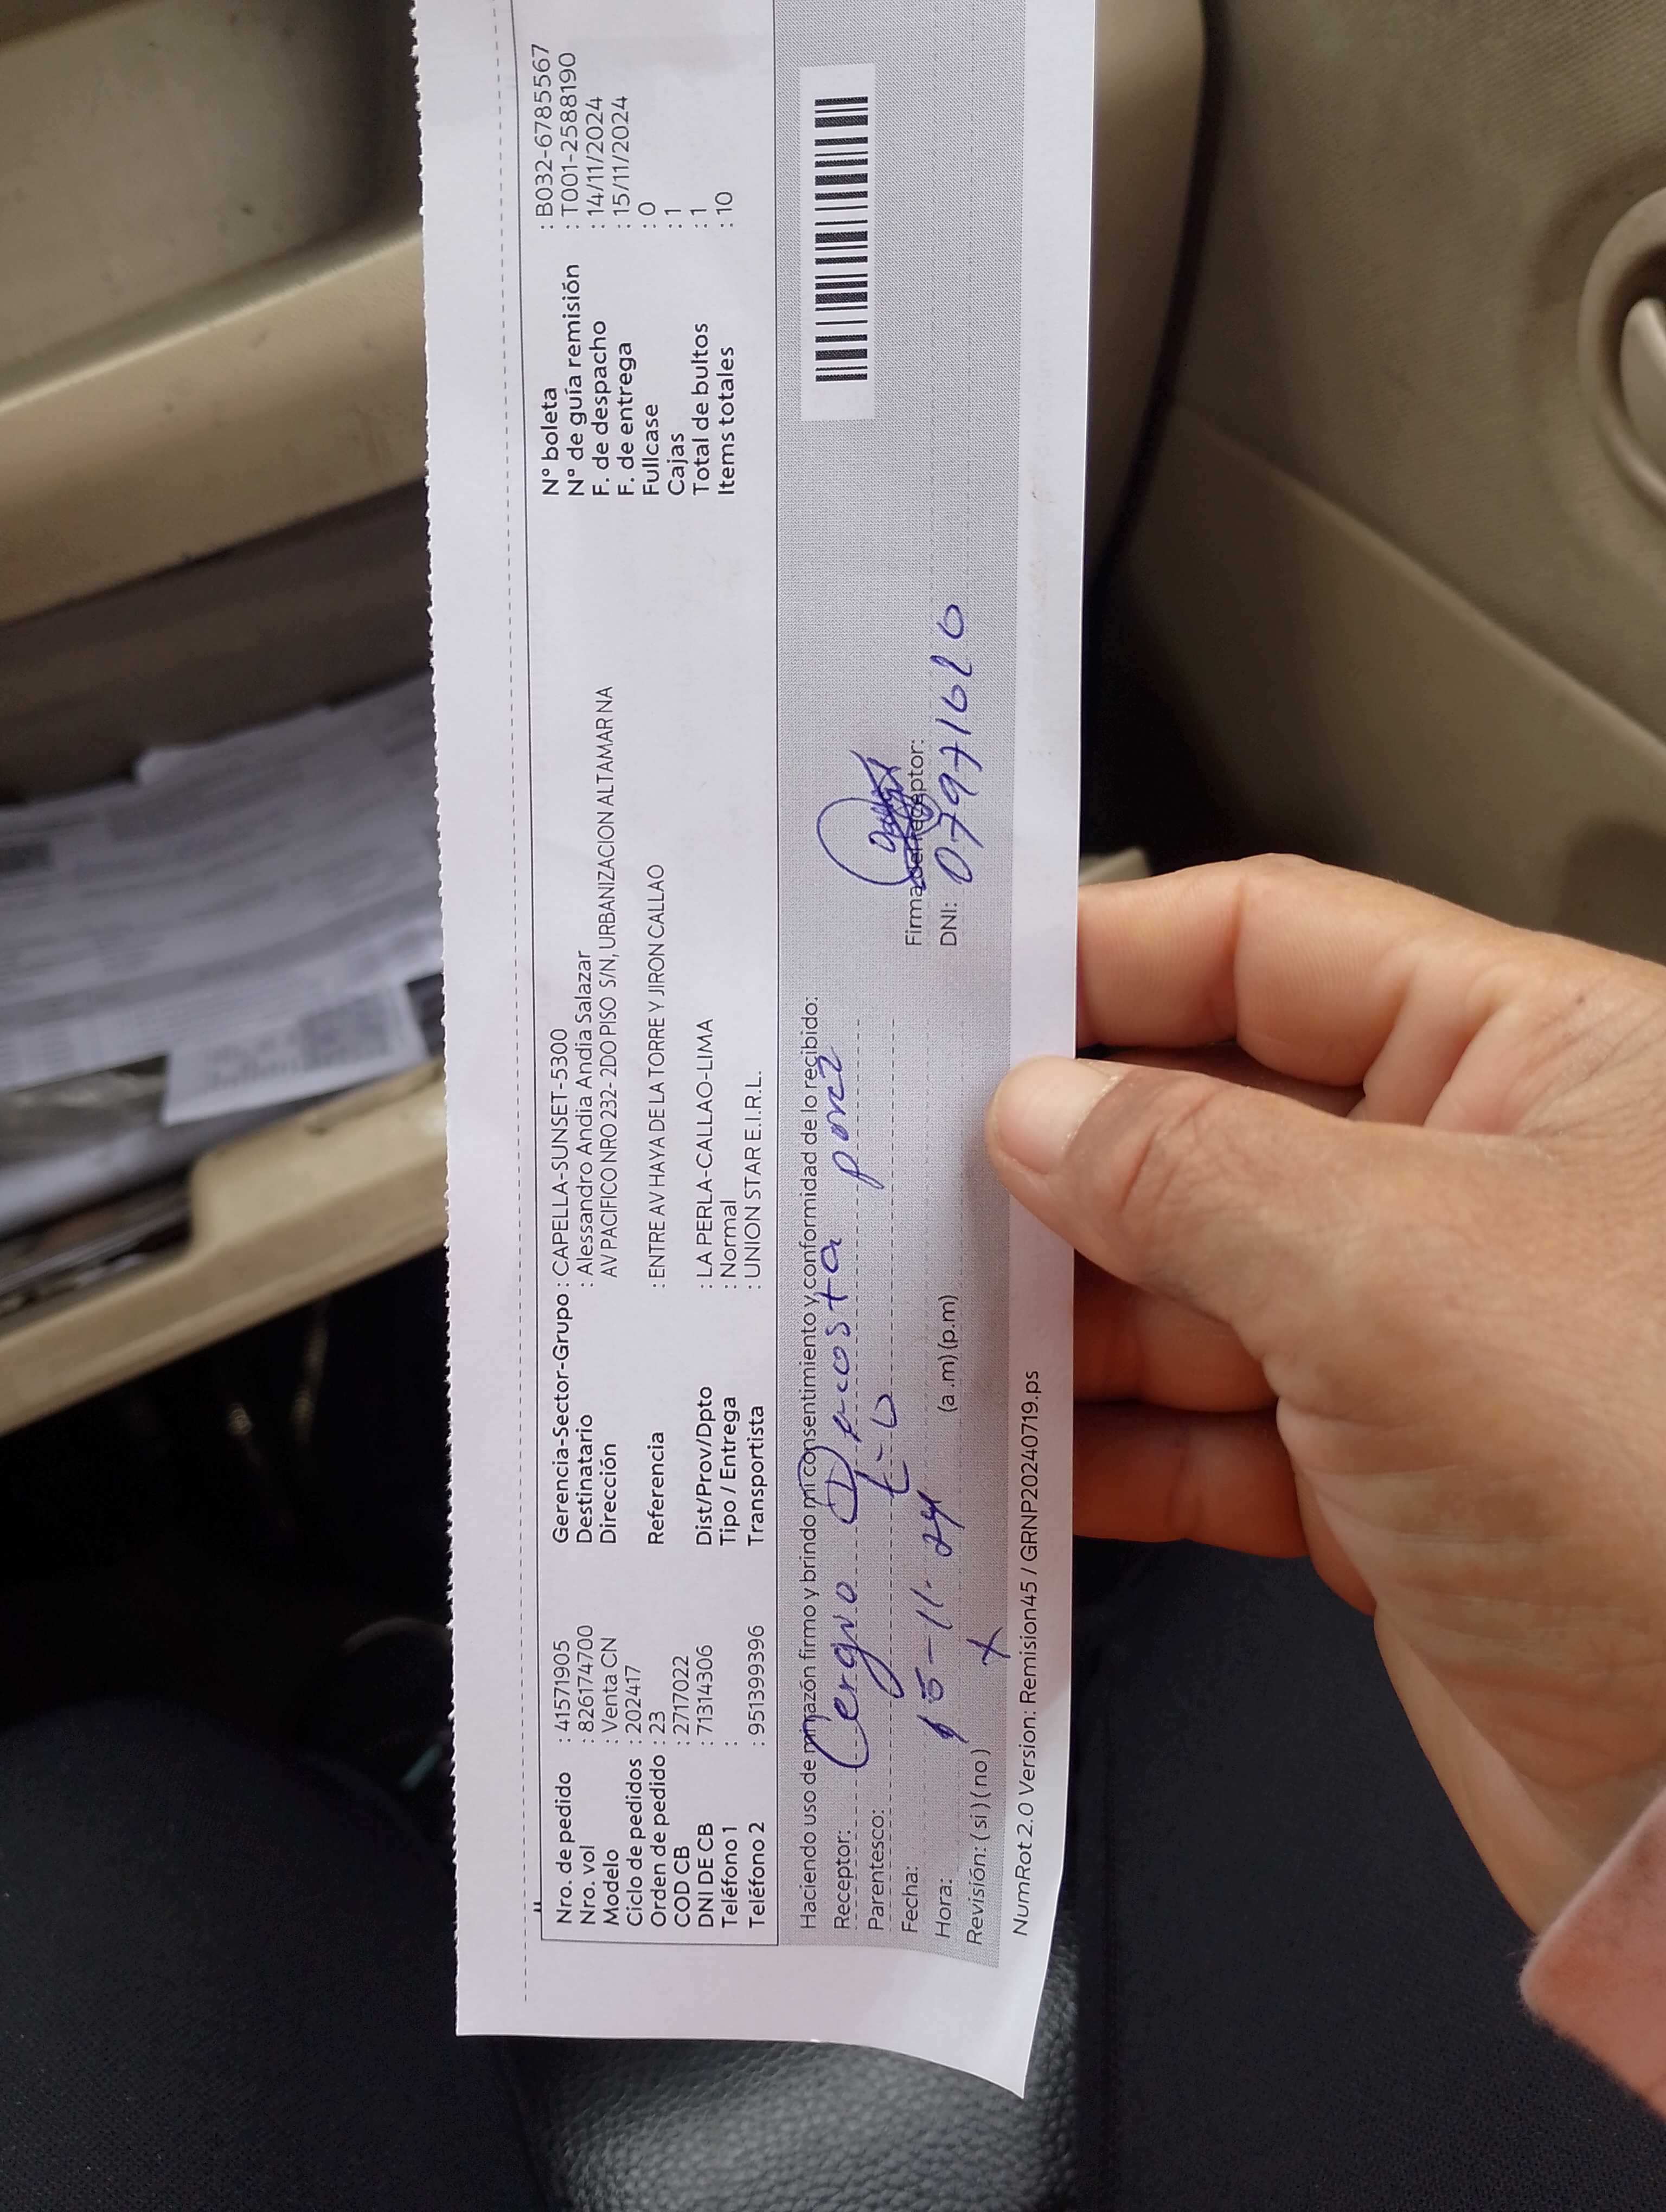 Nro. de pedido : 41571905
Nro. vol : 826174700
Modelo : Venta CN
Ciclo de pedidos : 202417
Orden de pedido : 23
COD CB : 2717022
DNI DE CB : 71314306
Teléfono 1 :
Teléfono 2 : 951399396
Gerencia-Sector-Grupo : CAPELLA-SUNSET-5300
Destinatario : Alessandro Andia Andia Salazar
Dirección AV PACIFICO NRO 232- 2DO PISO S/N, URBANIZACION ALTAMAR NA
Referencia : ENTRE AV HAYA DE LA TORRE Y JIRON CALLAO
Dist/Prov/Dpto : LA PERLA-CALLAO-LIMA
Tipo / Entrega : Normal
Transportista : UNION STAR E.I.R.L.
N° boleta : B032-6785567
N° de guía remisión : T001-2588190
F. de despacho : 14/11/2024
F. de entrega : 15/11/2024
Fullcase : 0
Cajas : 1
Total de bultos : 1
Items totales : 10
Haciendo uso de mi razón firmo y brindo mi consentimiento y conformidad de lo recibido:
Receptor: Cergio Dacosta
Parentesco:
Fecha: 15-11-24
Hora: (a.m) (p.m)
Revisión: ( si ) ( no ) X
Firma del receptor:
DNI: 07971620
NumRot 2.0 Version: Remision45 / GRNP20240719.ps